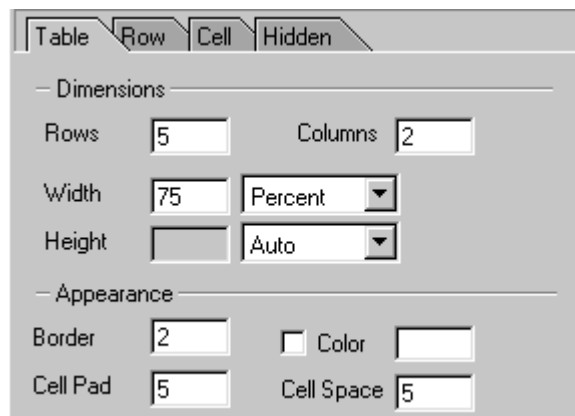 Table Row Cell Hidden
Dimensions
Rows 5 Columns 2
Width 75 Percent
Height Auto
Appearance
Border 2 Color
Cell Pad 5 Cell Space 5